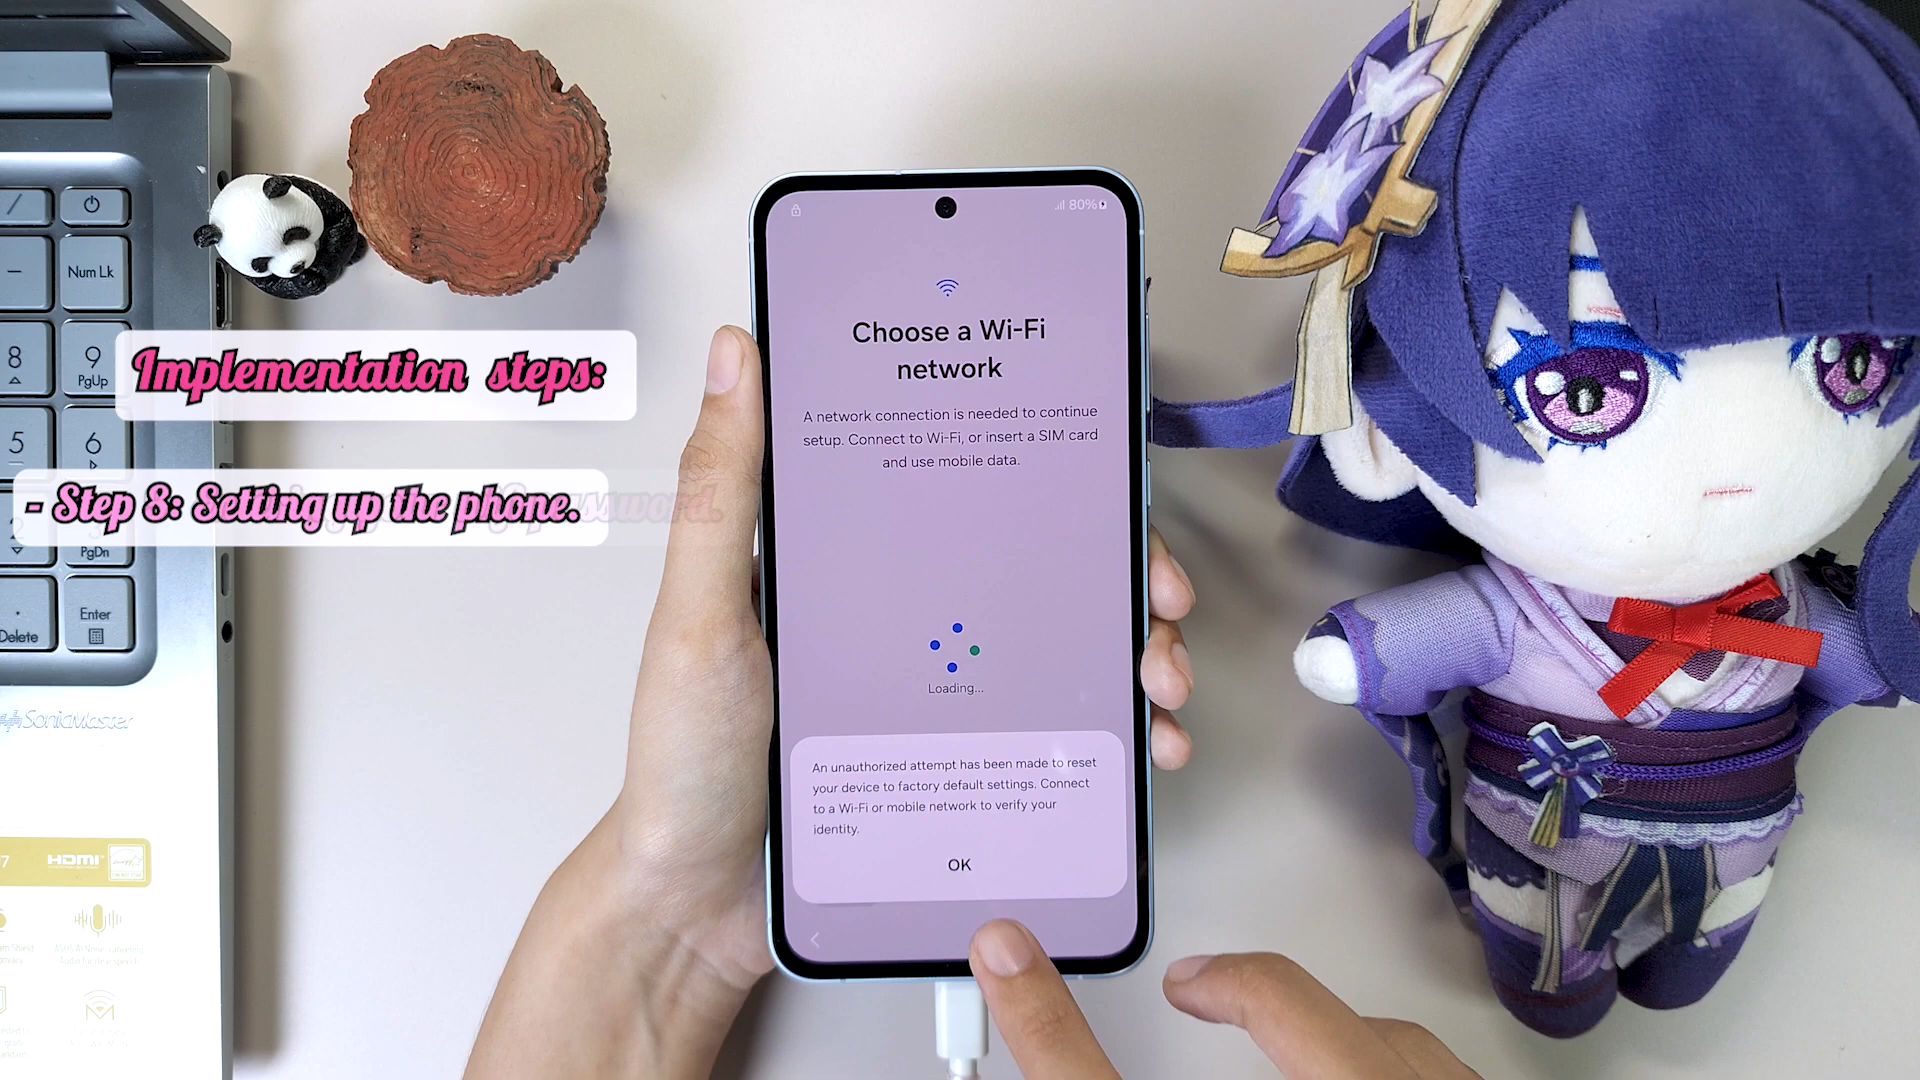 80%
Choose a Wi-Fi
network
A network connection is needed to continue
setup. Connect to Wi-Fi, or insert a SIM card
and use mobile data.
Loading...
An unauthorized attempt has been made to reset
your device to factory default settings. Connect
to a Wi-Fi or mobile network to verify your
identity.
OK
Implementation steps:
- Step 8: Setting up the phone.
password.
/
−
Num Lk
8
9
PgUp
5
6
PgDn
.
Delete
Enter
SonicMaster
7
HDMI